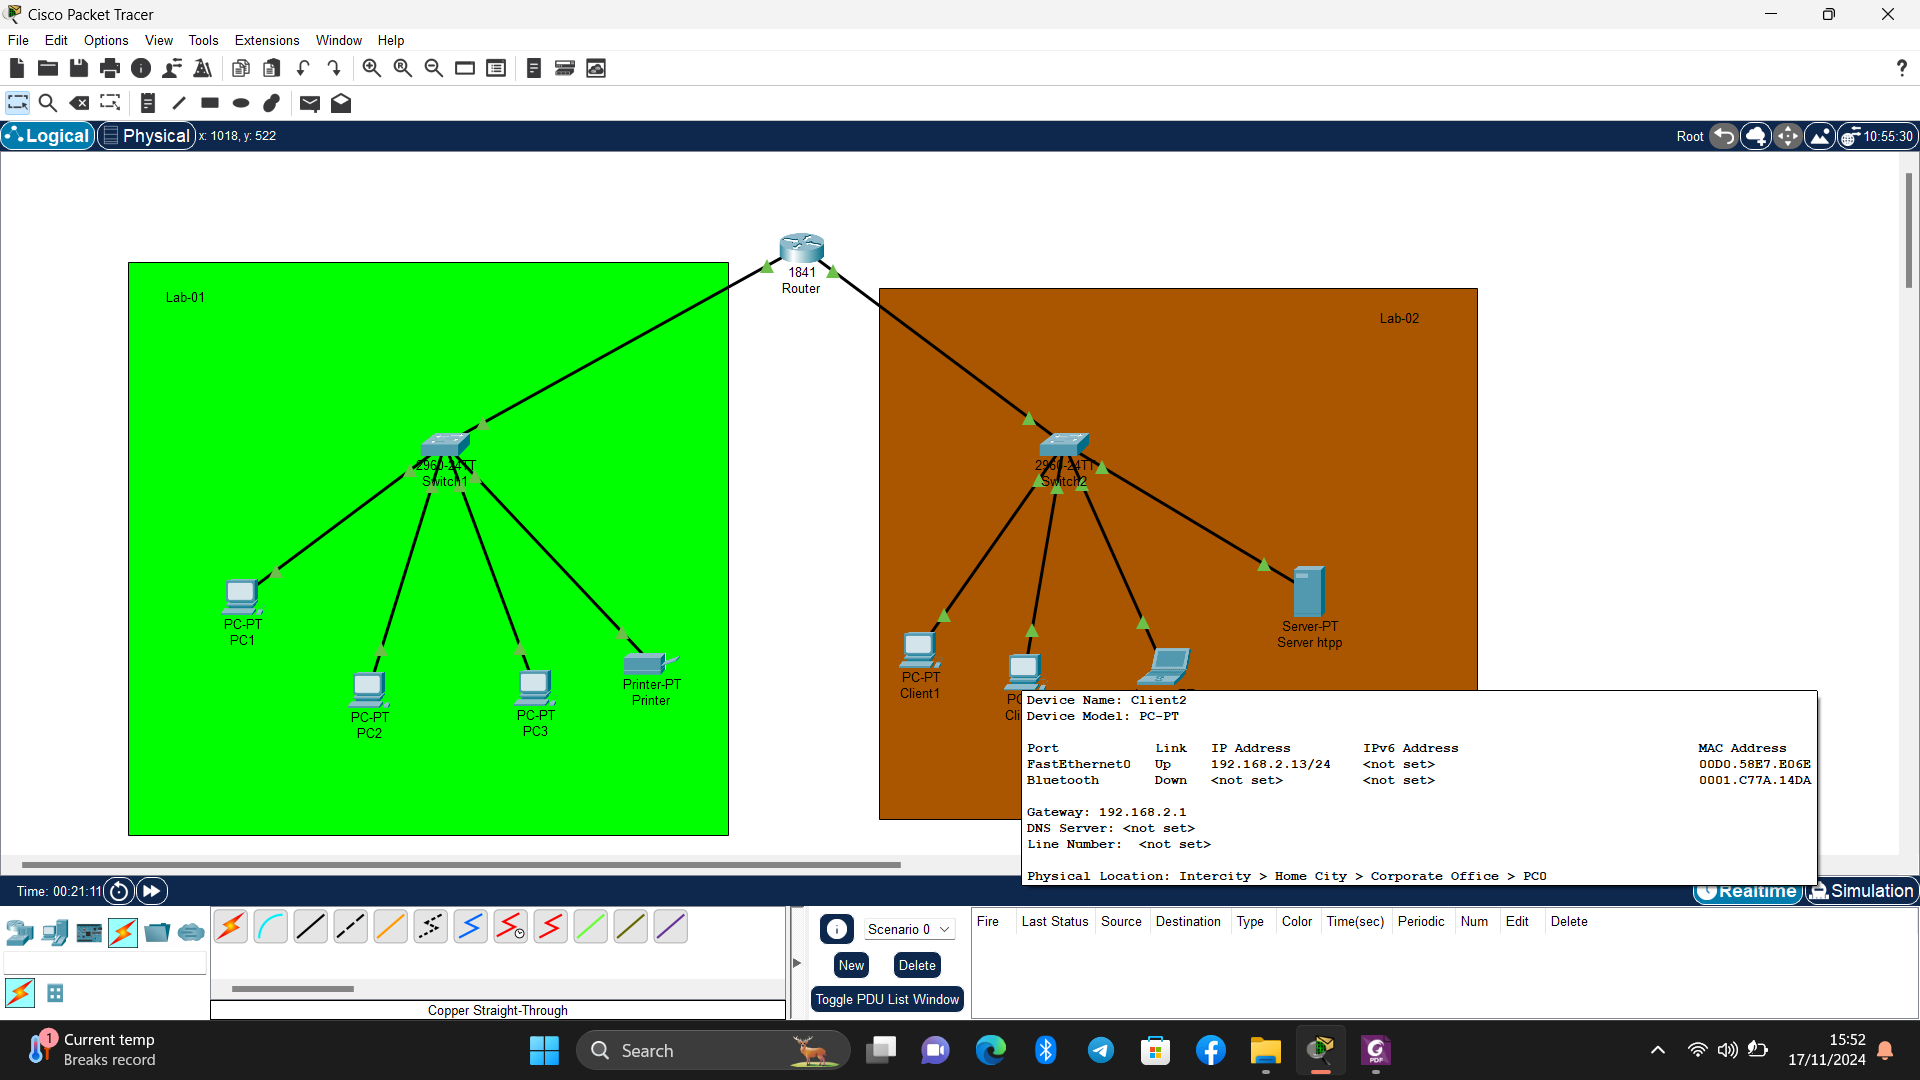 Cisco Packet Tracer
File Edit Options View Tools Extensions Window Help
?
Logical Physical x: 1018, y: 522
Root 10:55:30
1841
Router
Lab-01
Lab-02
2960-24TT
Switch1
2960-24TT
Switch2
PC-PT
PC1
PC-PT
PC2
PC-PT
PC3
Printer-PT
Printer
PC-PT
Client1
Server-PT
Server htpp
Device Name: Client2
Device Model: PC-PT
Port Link IP Address IPv6 Address MAC Address
FastEthernet0 Up 192.168.2.13/24 <not set> 00D0.58E7.E06E
Bluetooth Down <not set> <not set> 0001.C77A.14DA
Gateway: 192.168.2.1
DNS Server: <not set>
Line Number: <not set>
Physical Location: Intercity > Home City > Corporate Office > PC0
Time: 00:21:11
Realtime Simulation
Scenario 0
New Delete
Toggle PDU List Window
Fire Last Status Source Destination Type Color Time(sec) Periodic Num Edit Delete
Copper Straight-Through
1
Current temp
Breaks record
Search
PDF
15:52
17/11/2024